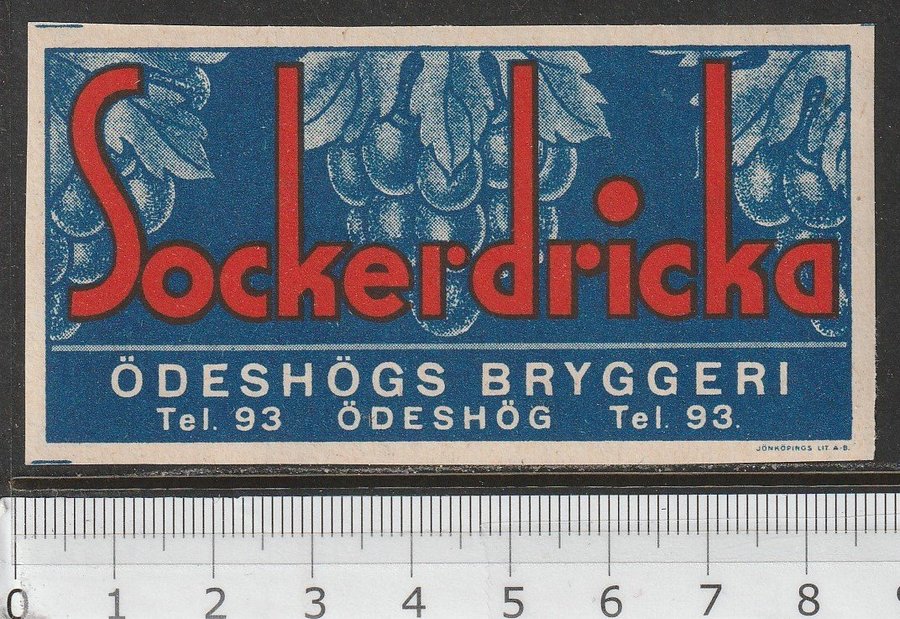 Sockerdricka
ÖDESHÖGS BRYGGERI
Tel. 93 ÖDESHÖG Tel. 93.
JÖNKÖPINGS LIT. A-B.
0 1 2 3 4 5 6 7 8 9